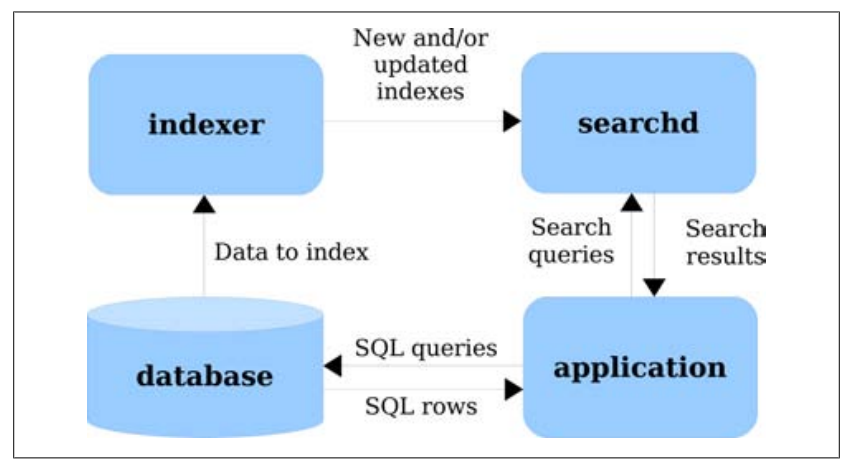 New and/or
updated
indexes
indexer
searchd
Data to index
Search
queries
Search
results
SQL queries
database
application
SQL rows